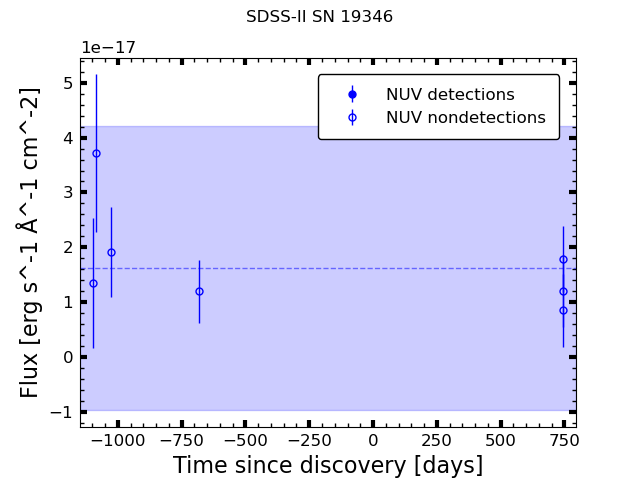 SDSS-II SN 19346
1e−17
NUV detections
NUV nondetections
5
4
3
2
1
0
−1
Flux [erg s^-1 Å^-1 cm^-2]
−1000 −750 −500 −250 0 250 500 750
Time since discovery [days]